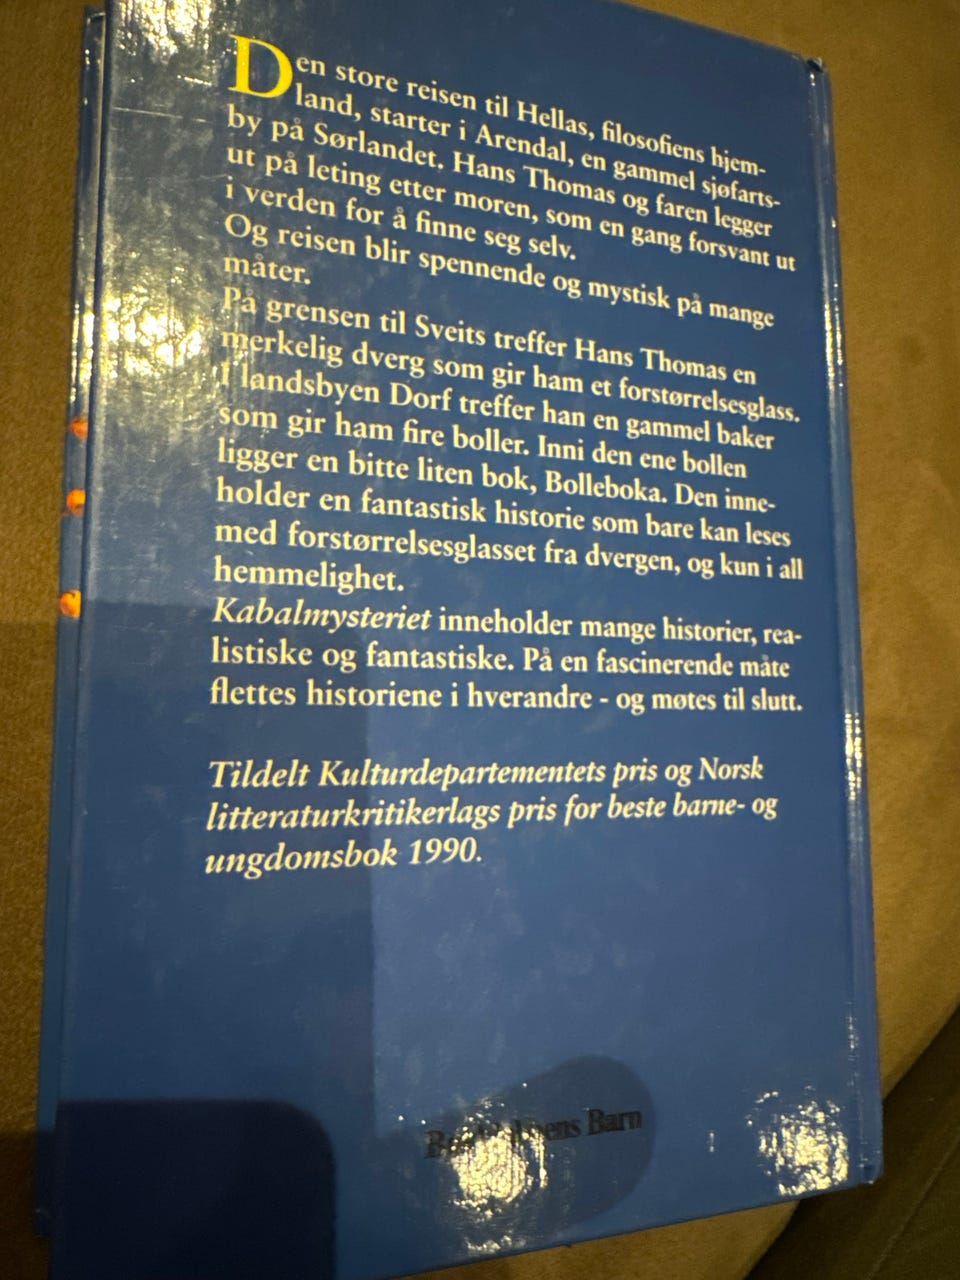 Den store reisen til Hellas, filosofiens hjem-
land, starter i Arendal, en gammel sjøfarts-
by på Sørlandet. Hans Thomas og faren legger
ut på leting etter moren, som en gang forsvant ut
i verden for å finne seg selv.
Og reisen blir spennende og mystisk på mange
måter.
På grensen til Sveits treffer Hans Thomas en
merkelig dverg som gir ham et forstørrelsesglass.
I landsbyen Dorf treffer han en gammel baker
som gir ham fire boller. Inni den ene bollen
ligger en bitte liten bok, Bolleboka. Den inne-
holder en fantastisk historie som bare kan leses
med forstørrelsesglasset fra dvergen, og kun i all
hemmelighet.
Kabalmysteriet inneholder mange historier, rea-
listiske og fantastiske. På en fascinerende måte
flettes historiene i hverandre - og møtes til slutt.
Tildelt Kulturdepartementets pris og Norsk
litteraturkritikerlags pris for beste barne- og
ungdomsbok 1990.
Barn